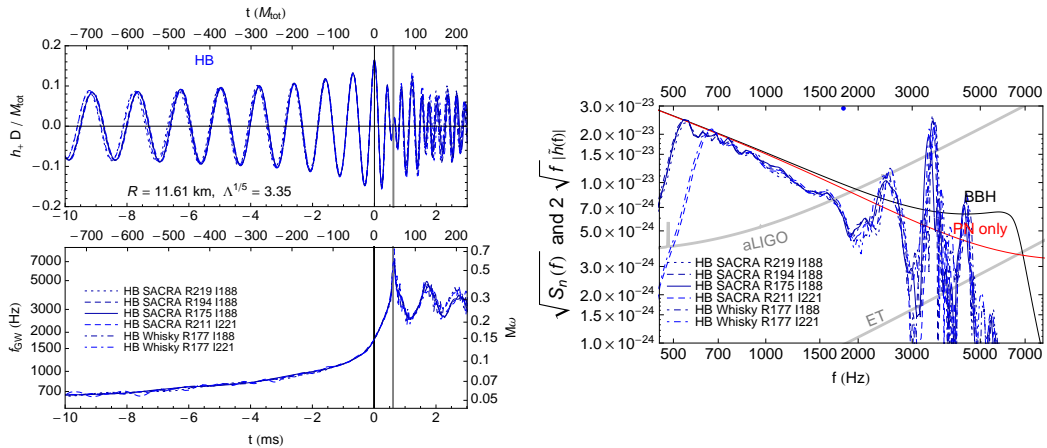 t (M_tot)
-700 -600 -500 -400 -300 -200 -100 0 100 200
0.2
0.1
0.0
-0.1
-0.2
h+ D / M_tot
HB
R = 11.61 km, Λ^1/5 = 3.35
-10 -8 -6 -4 -2 0 2
-700 -600 -500 -400 -300 -200 -100 0 100 200
7000
5000
3000
2000
1500
1000
700
f_GW (Hz)
HB SACRA R219 I188
HB SACRA R194 I188
HB SACRA R175 I188
HB SACRA R211 I221
HB Whisky R177 I188
HB Whisky R177 I221
0.7
0.5
0.3
0.2
0.15
0.1
0.07
0.05
Mω
-10 -8 -6 -4 -2 0 2
t (ms)
500 700 1000 1500 2000 3000 5000 7000
3.0×10^-23
2.0×10^-23
1.5×10^-23
1.0×10^-23
7.0×10^-24
5.0×10^-24
4.0×10^-24
3.0×10^-24
2.0×10^-24
1.5×10^-24
1.0×10^-24
√S_n(f) and 2 √f |h̃(f)|
BBH
PN only
aLIGO
ET
HB SACRA R219 I188
HB SACRA R194 I188
HB SACRA R175 I188
HB SACRA R211 I221
HB Whisky R177 I188
HB Whisky R177 I221
500 700 1000 1500 2000 3000 5000 7000
f (Hz)